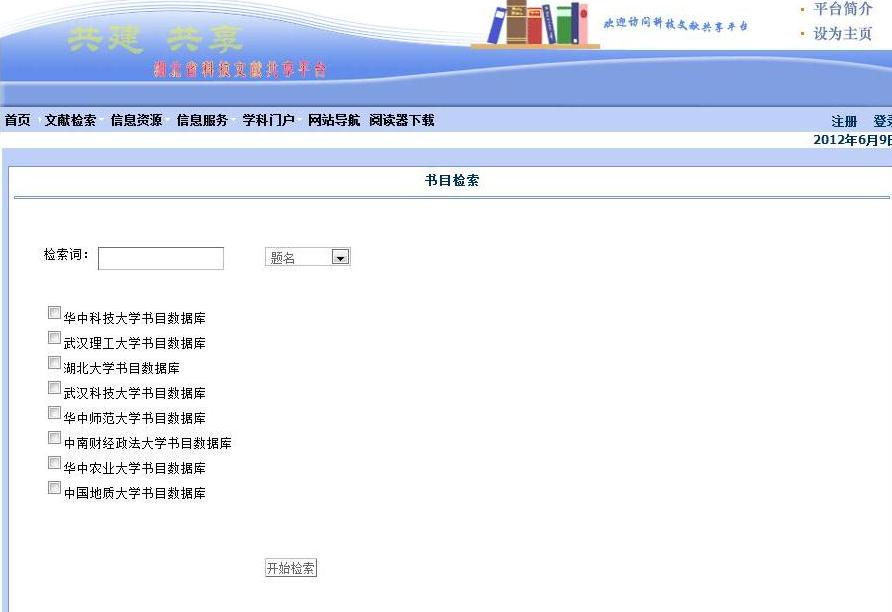 共建 共享
湖北省科技文献共享平台
欢迎访问科技文献共享平台
平台简介
设为主页
首页 文献检索 信息资源 信息服务 学科门户 网站导航 阅读器下载
注册 登录
2012年6月9日
书目检索
检索词：
题名
华中科技大学书目数据库
武汉理工大学书目数据库
湖北大学书目数据库
武汉科技大学书目数据库
华中师范大学书目数据库
中南财经政法大学书目数据库
华中农业大学书目数据库
中国地质大学书目数据库
开始检索